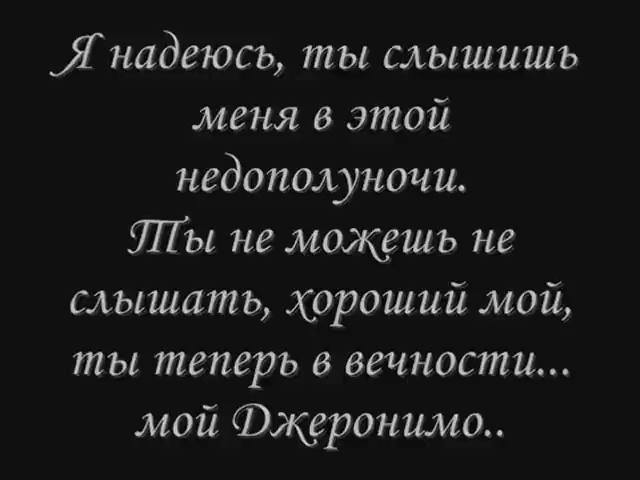 Я надеюсь, ты слышишь
меня в этой
недополуночи.
Ты не можешь не
слышать, хороший мой,
ты теперь в вечности...
мой Джеронимо..